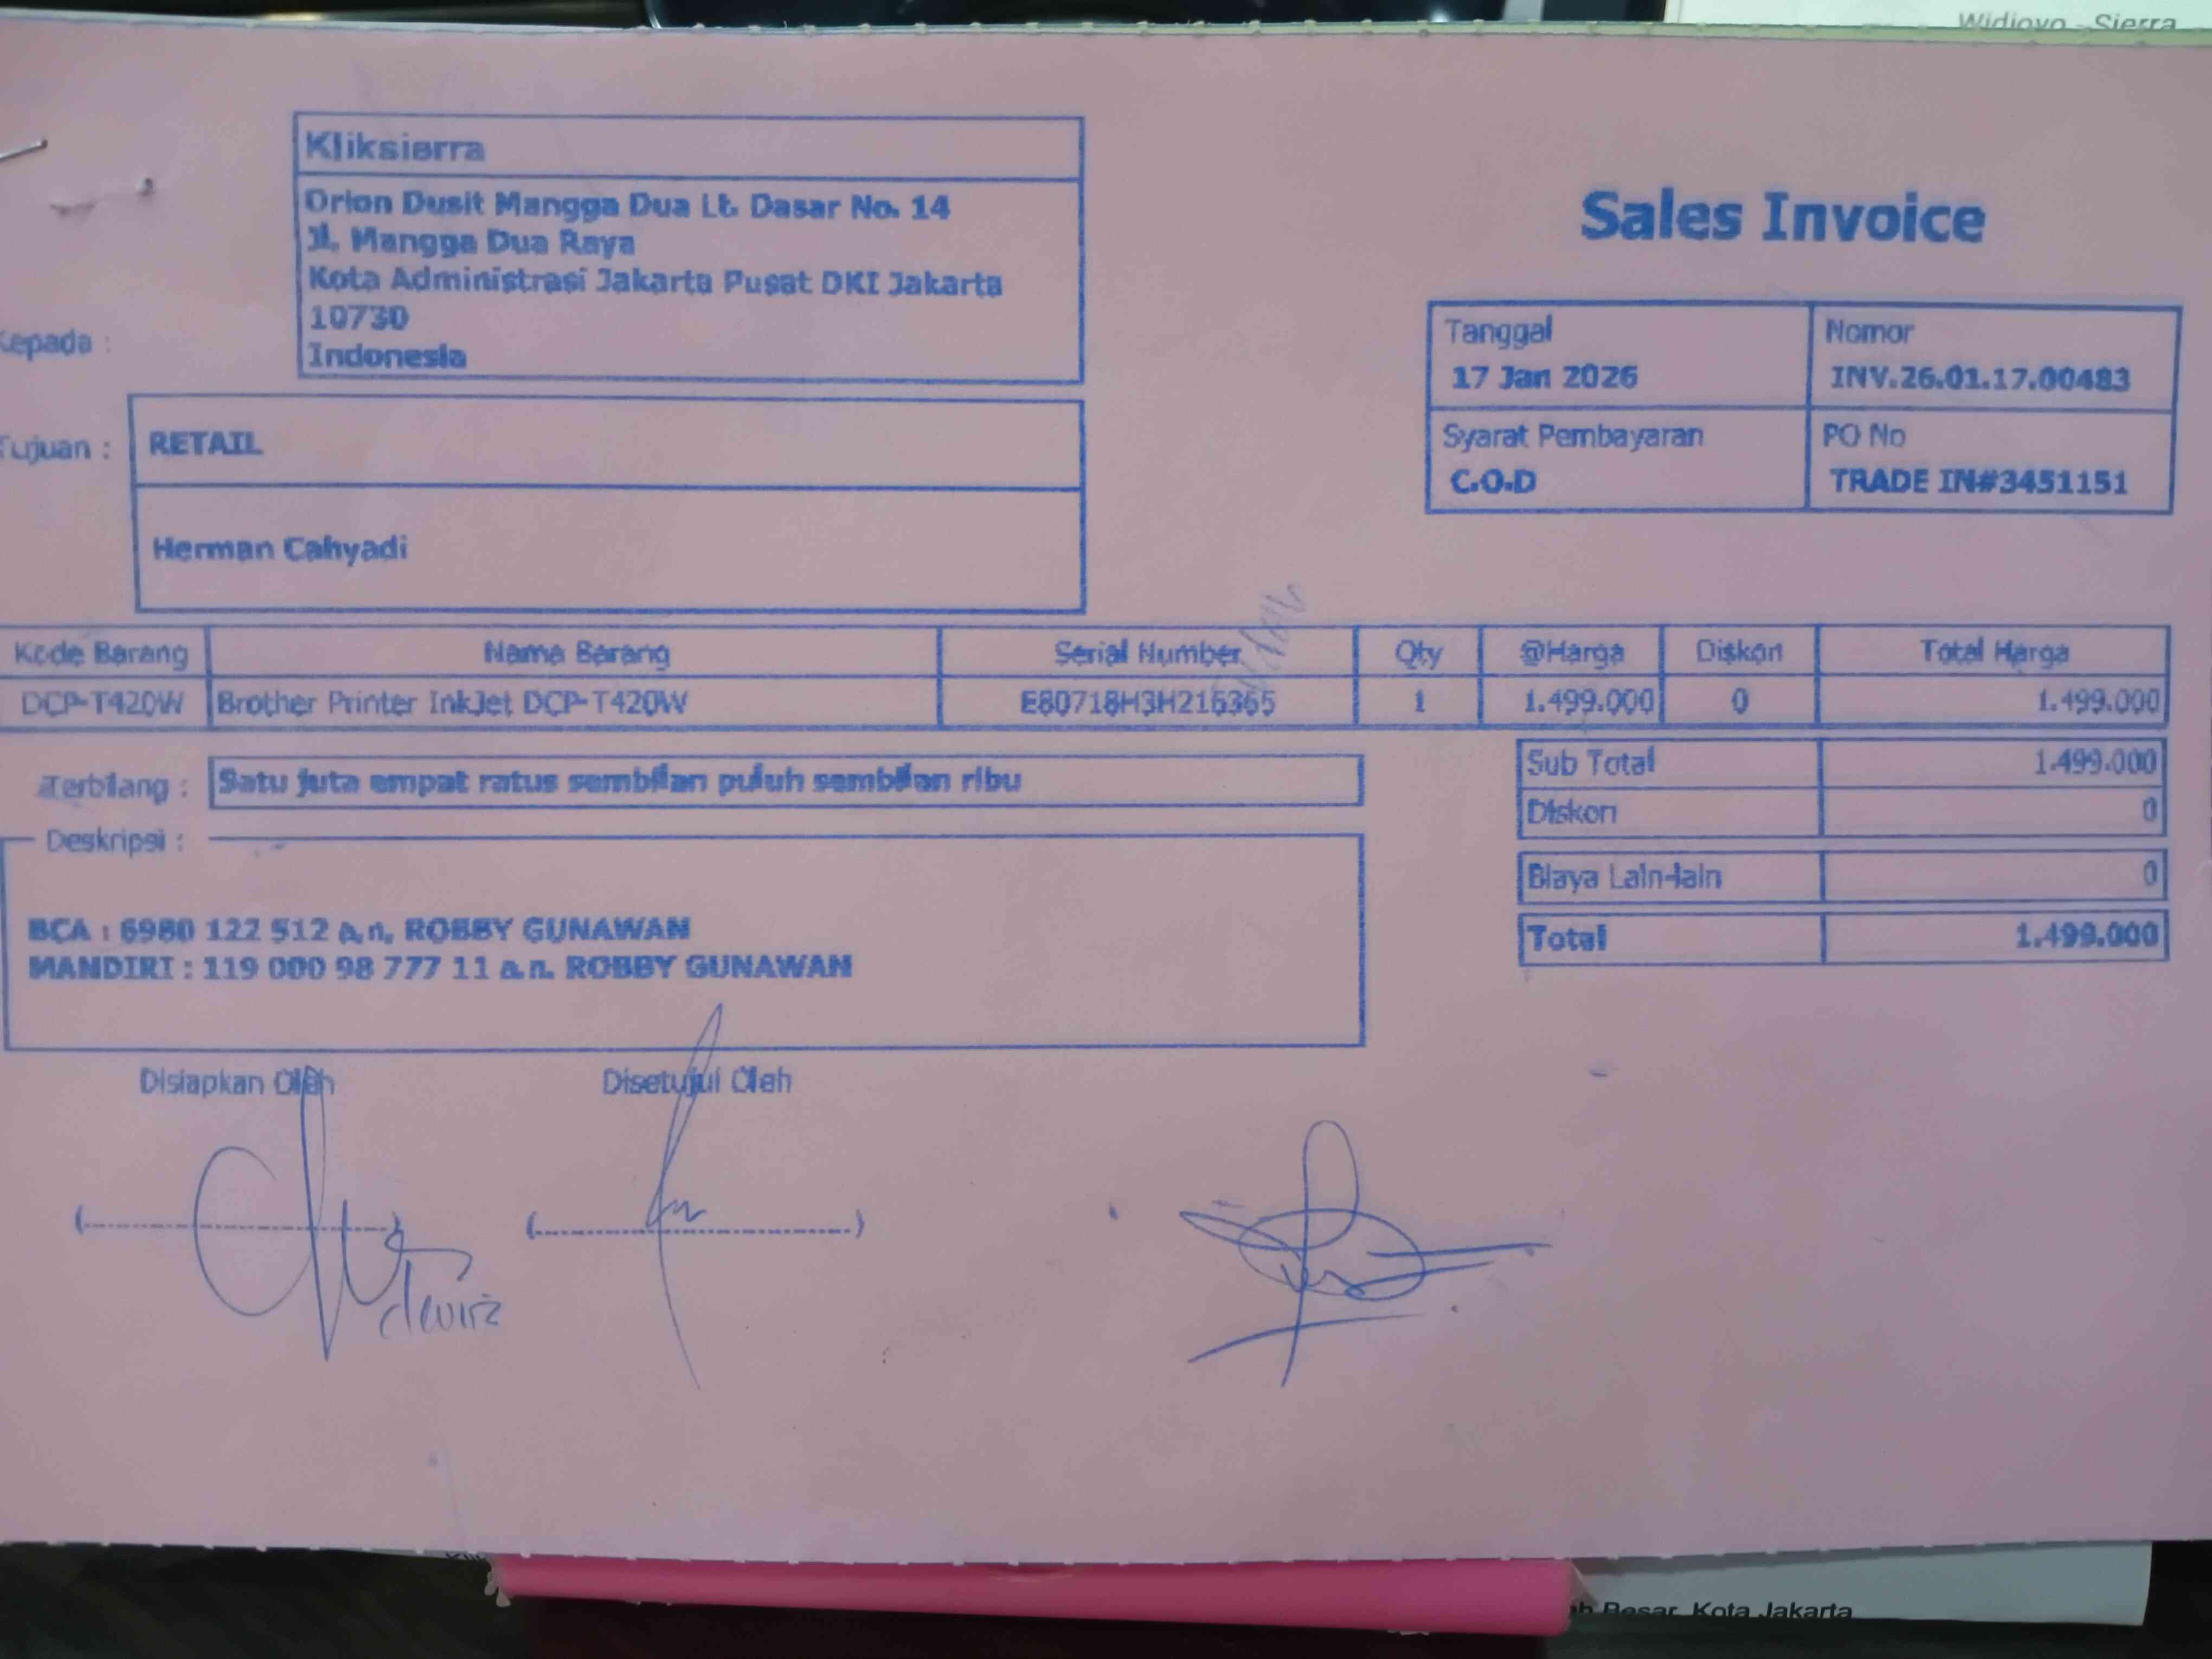 Widjoyo - Sierra
Kliksierra
Orion Dusit Mangga Dua Lt. Dasar No. 14
Jl. Mangga Dua Raya
Kota Administrasi Jakarta Pusat DKI Jakarta
10730
Indonesia
Sales Invoice
Tanggal
17 Jan 2026
Nomor
INV.26.01.17.00483
Syarat Pembayaran
C.O.D
PO No
TRADE IN#3451151
Kepada :
Tujuan :
RETAIL
Herman Cahyadi
Kode Barang Nama Barang Serial Number Qty @Harga Diskon Total Harga
DCP-T420W Brother Printer InkJet DCP-T420W E80718H3H216365 1 1.499.000 0 1.499.000
Terbilang : Satu juta empat ratus sembilan puluh sembilan ribu
Sub Total 1.499.000
Diskon 0
Biaya Lain-lain 0
Total 1.499.000
Deskripsi :
BCA : 6980 122 512 a.n. ROBBY GUNAWAN
MANDIRI : 119 000 98 777 11 a.n. ROBBY GUNAWAN
Disiapkan Oleh Disetujui Oleh
Besar, Kota Jakarta